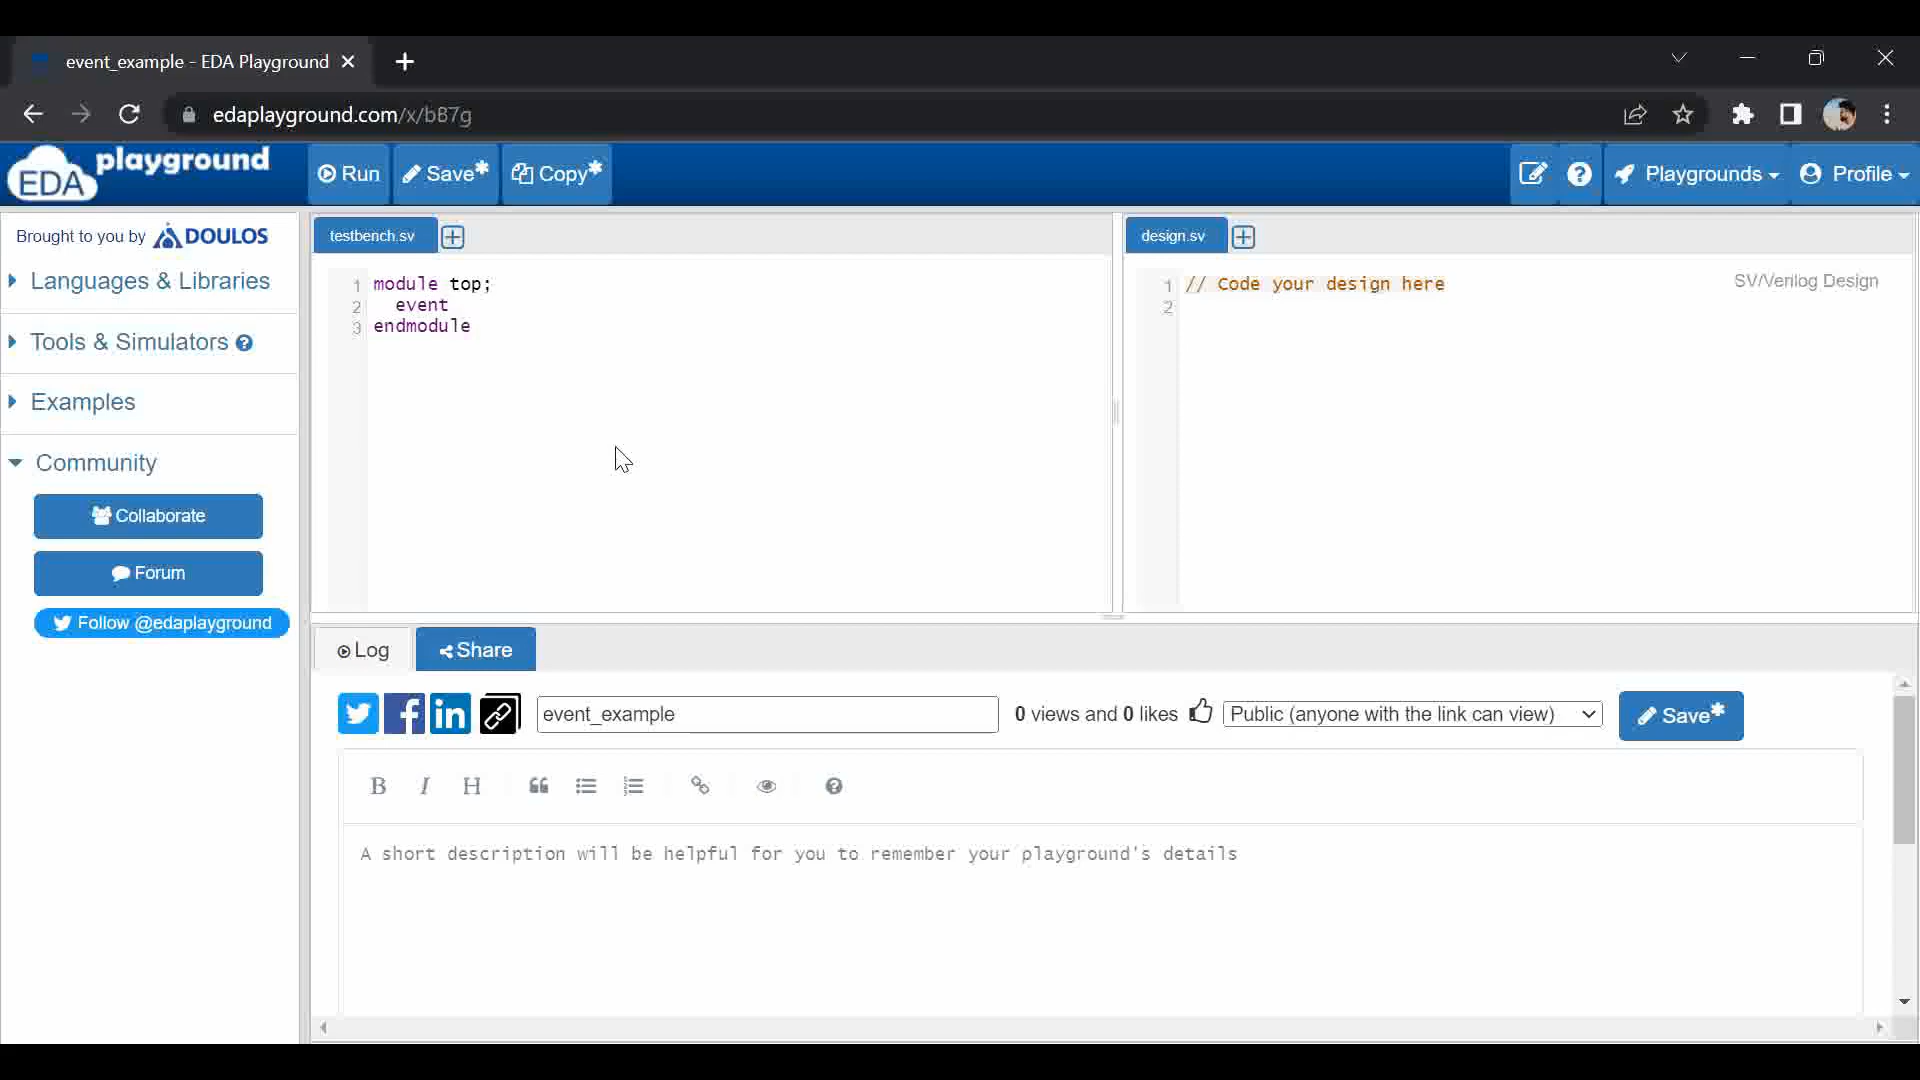 event_example - EDA Playground
edaplayground.com/x/bB7g
EDA playground
Run
Save*
Copy*
Playgrounds
Profile
Brought to you by DOULOS
Languages & Libraries
Tools & Simulators
Examples
Community
Collaborate
Forum
Follow @edaplayground
testbench.sv
1 module top;
2 event
3 endmodule
design.sv
1 // Code your design here
2
SV/Verilog Design
Log
Share
event_example
0 views and 0 likes
Public (anyone with the link can view)
Save*
B I H
A short description will be helpful for you to remember your playground's details